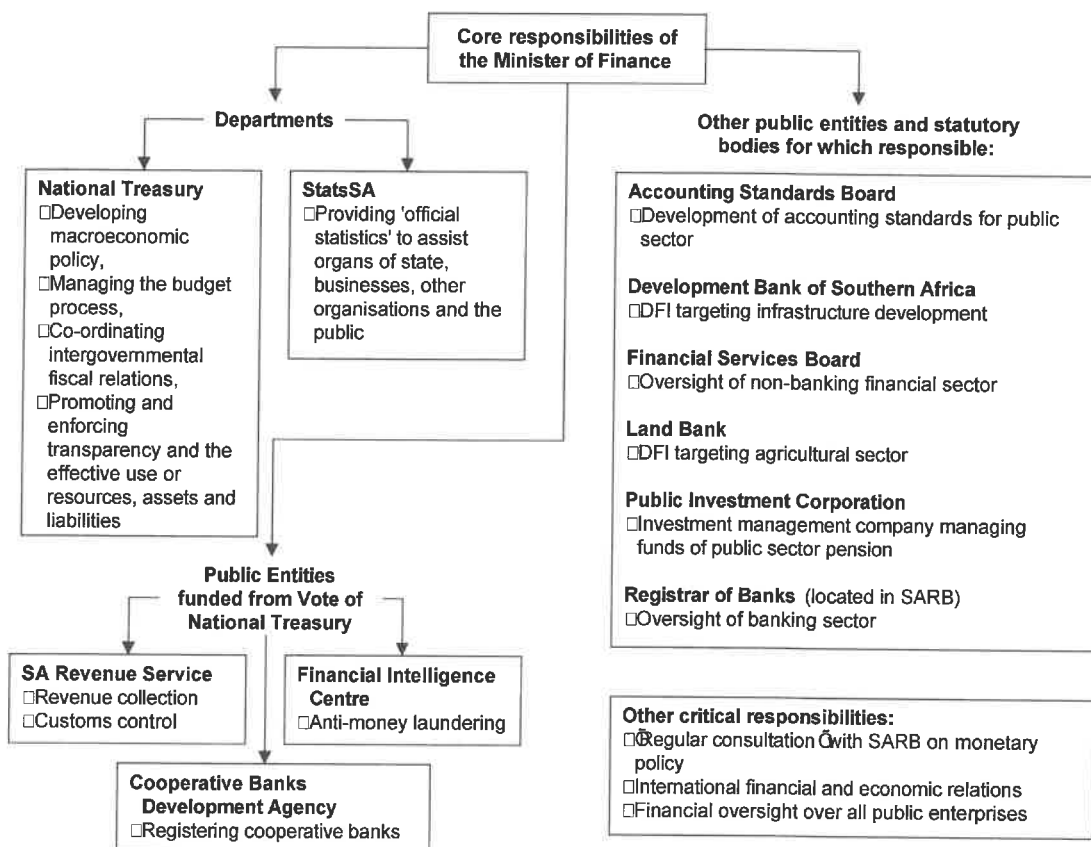 Core responsibilities of
the Minister of Finance
Departments
National Treasury
□Developing
macroeconomic
policy,
□Managing the budget
process,
□Co-ordinating
intergovernmental
fiscal relations,
□Promoting and
enforcing
transparency and the
effective use or
resources, assets and
liabilities
StatsSA
□Providing 'official
statistics' to assist
organs of state,
businesses, other
organisations and the
public
Public Entities
funded from Vote of
National Treasury
SA Revenue Service
□Revenue collection
□Customs control
Financial Intelligence
Centre
□Anti-money laundering
Cooperative Banks
Development Agency
□Registering cooperative banks
Other public entities and statutory
bodies for which responsible:
Accounting Standards Board
□Development of accounting standards for public
sector
Development Bank of Southern Africa
□DFI targeting infrastructure development
Financial Services Board
□Oversight of non-banking financial sector
Land Bank
□DFI targeting agricultural sector
Public Investment Corporation
□Investment management company managing
funds of public sector pension
Registrar of Banks (located in SARB)
□Oversight of banking sector
Other critical responsibilities:
□Regular consultation Õwith SARB on monetary
policy
□International financial and economic relations
□Financial oversight over all public enterprises